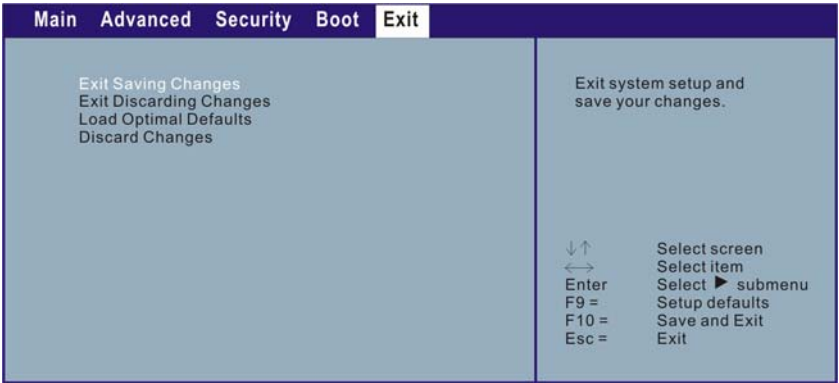 Main Advanced Security Boot Exit
Exit Saving Changes
Exit Discarding Changes
Load Optimal Defaults
Discard Changes
Exit system setup and
save your changes.
↓↑ Select screen
←→ Select item
Enter Select ▶ submenu
F9 = Setup defaults
F10 = Save and Exit
Esc = Exit